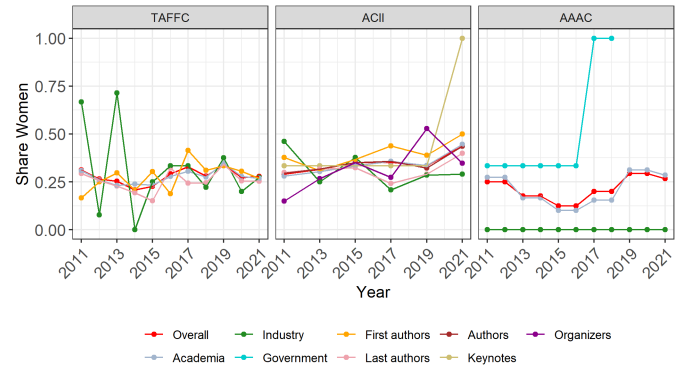 TAFFC ACII AAAC
1.00
0.75
0.50
0.25
0.00
Share Women
2011 2013 2015 2017 2019 2021 2011 2013 2015 2017 2019 2021 2011 2013 2015 2017 2019 2021
Year
Overall Industry First authors Authors Organizers
Academia Government Last authors Keynotes